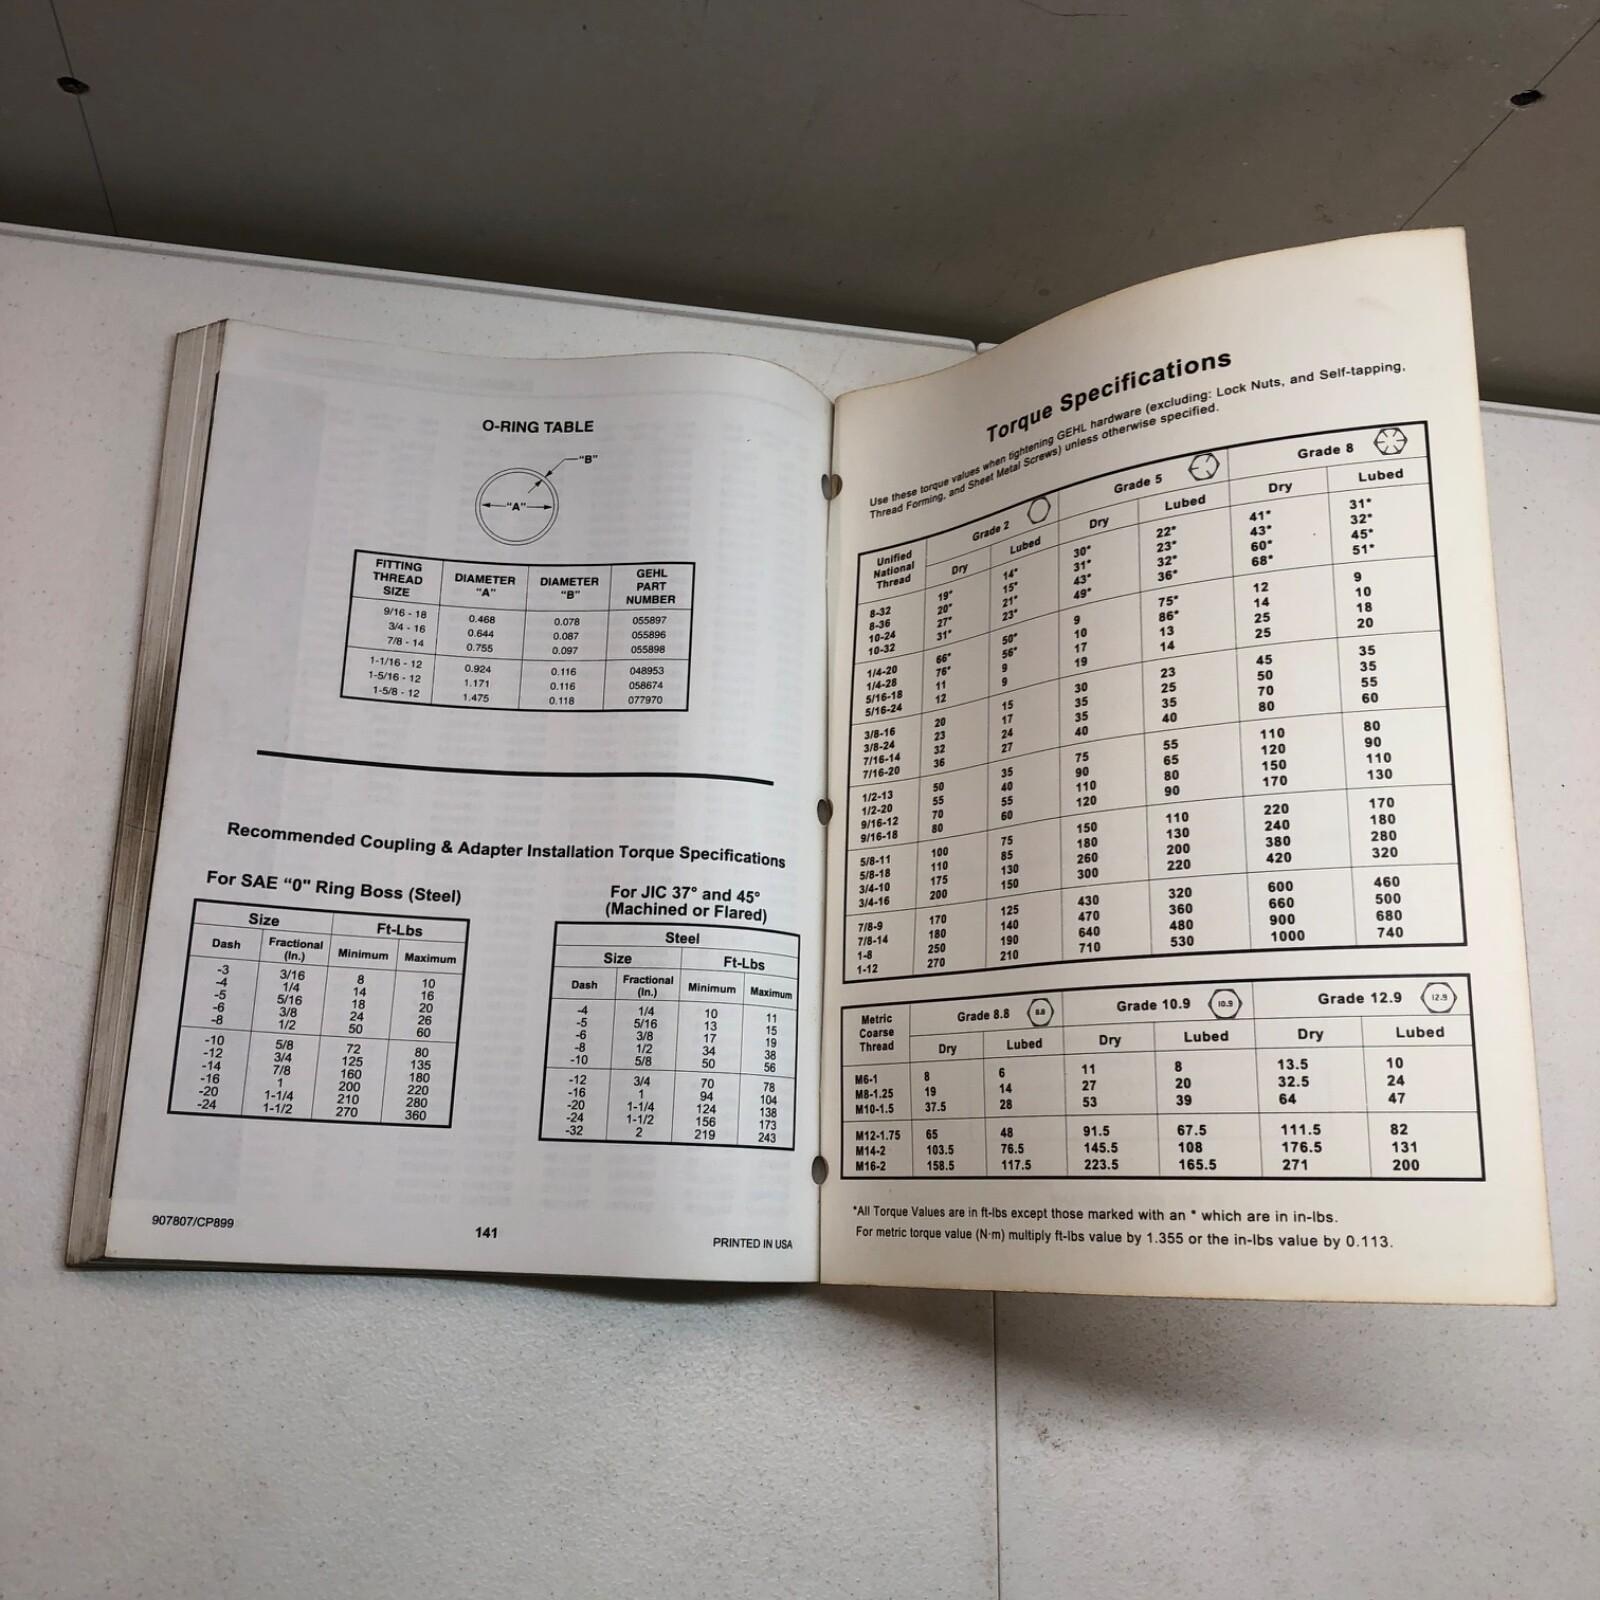 O-RING TABLE
"B"
"A"
FITTING THREAD SIZE DIAMETER "A" DIAMETER "B" GEHL PART NUMBER
9/16 - 18 0.468 0.078 055897
3/4 - 16 0.644 0.087 055896
7/8 - 14 0.755 0.097 055898
1-1/16 - 12 0.924 0.116 048953
1-5/16 - 12 1.171 0.116 058674
1-5/8 - 12 1.475 0.118 077970
Recommended Coupling & Adapter Installation Torque Specifications
For SAE "0" Ring Boss (Steel)
Size Ft-Lbs
Dash Fractional (In.) Minimum Maximum
-3 3/16 8 10
-4 1/4 14 16
-5 5/16 18 20
-6 3/8 24 26
-8 1/2 50 60
-10 5/8 72 80
-12 3/4 125 135
-14 7/8 160 180
-16 1 200 220
-20 1-1/4 210 280
-24 1-1/2 270 360
For JIC 37° and 45°
(Machined or Flared)
Steel
Size Ft-Lbs
Dash Fractional (In.) Minimum Maximum
-4 1/4 10 11
-5 5/16 13 15
-6 3/8 17 19
-8 1/2 34 38
-10 5/8 50 56
-12 3/4 70 78
-16 1 94 104
-20 1-1/4 124 138
-24 1-1/2 156 173
-32 2 219 243
907807/CP899
141
PRINTED IN USA
Torque Specifications
Use these torque values when tightening GEHL hardware (excluding: Lock Nuts, and Self-tapping,
Thread Forming, and Sheet Metal Screws) unless otherwise specified.
Unified National Thread Grade 2 Grade 5 Grade 8
Dry Lubed Dry Lubed Dry Lubed
8-32 19* 14* 30* 22* 41* 31*
8-36 20* 15* 31* 23* 43* 32*
10-24 27* 21* 43* 32* 60* 45*
10-32 31* 23* 49* 36* 68* 51*
1/4-20 66* 50* 9 75* 12 9
1/4-28 76* 56* 10 86* 14 10
5/16-18 11 9 17 13 25 18
5/16-24 12 9 19 14 25 20
3/8-16 20 15 30 23 45 35
3/8-24 23 17 35 25 50 35
7/16-14 32 24 35 35 70 55
7/16-20 36 27 40 40 80 60
1/2-13 50 35 75 55 110 80
1/2-20 55 40 90 65 120 90
9/16-12 70 55 110 80 150 110
9/16-18 80 60 120 90 170 130
5/8-11 100 75 150 110 220 170
5/8-18 110 85 180 130 240 180
3/4-10 175 130 260 200 380 280
3/4-16 200 150 300 220 420 320
7/8-9 170 125 430 320 600 460
7/8-14 180 140 470 360 660 500
1-8 250 190 640 480 900 680
1-12 270 210 710 530 1000 740
Metric Coarse Thread Grade 8.8 8.8 Grade 10.9 10.9 Grade 12.9 12.9
Dry Lubed Dry Lubed Dry Lubed
M6-1 8 6 11 8 13.5 10
M8-1.25 19 14 27 20 32.5 24
M10-1.5 37.5 28 53 39 64 47
M12-1.75 65 48 91.5 67.5 111.5 82
M14-2 103.5 76.5 145.5 108 176.5 131
M16-2 158.5 117.5 223.5 165.5 271 200
*All Torque Values are in ft-lbs except those marked with an * which are in in-lbs.
For metric torque value (N·m) multiply ft-lbs value by 1.355 or the in-lbs value by 0.113.